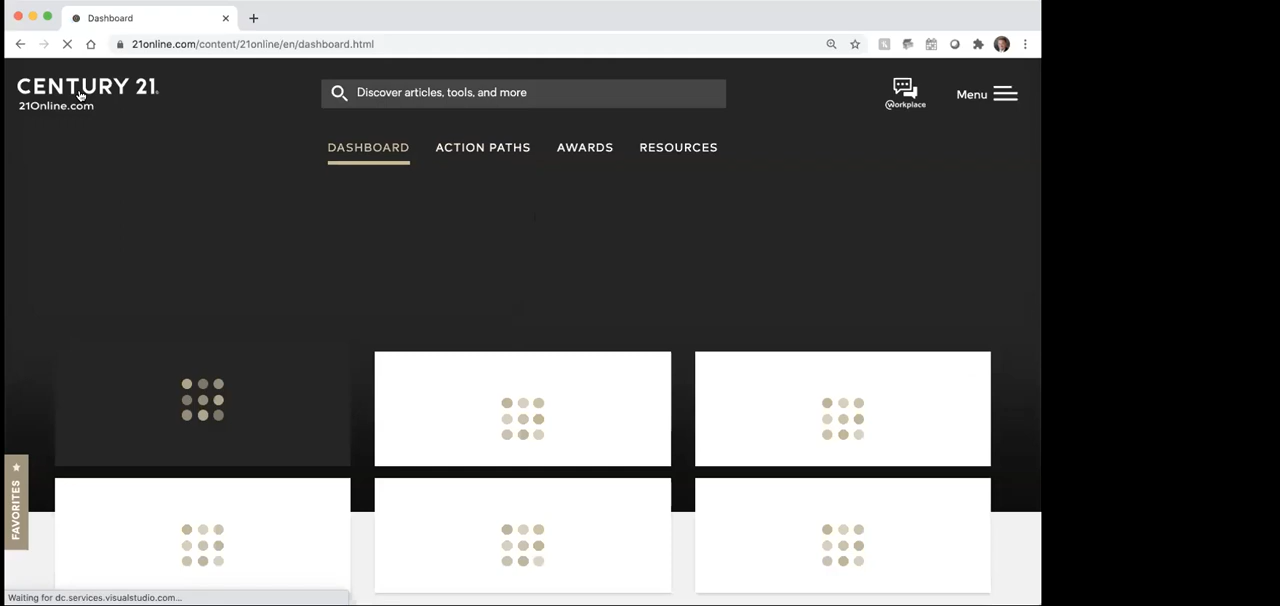 Dashboard
21online.com/content/21online/en/dashboard.html
CENTURY 21®
21Online.com
Discover articles, tools, and more
@workplace
Menu
DASHBOARD
ACTION PATHS
AWARDS
RESOURCES
FAVORITES
Waiting for dc.services.visualstudio.com...